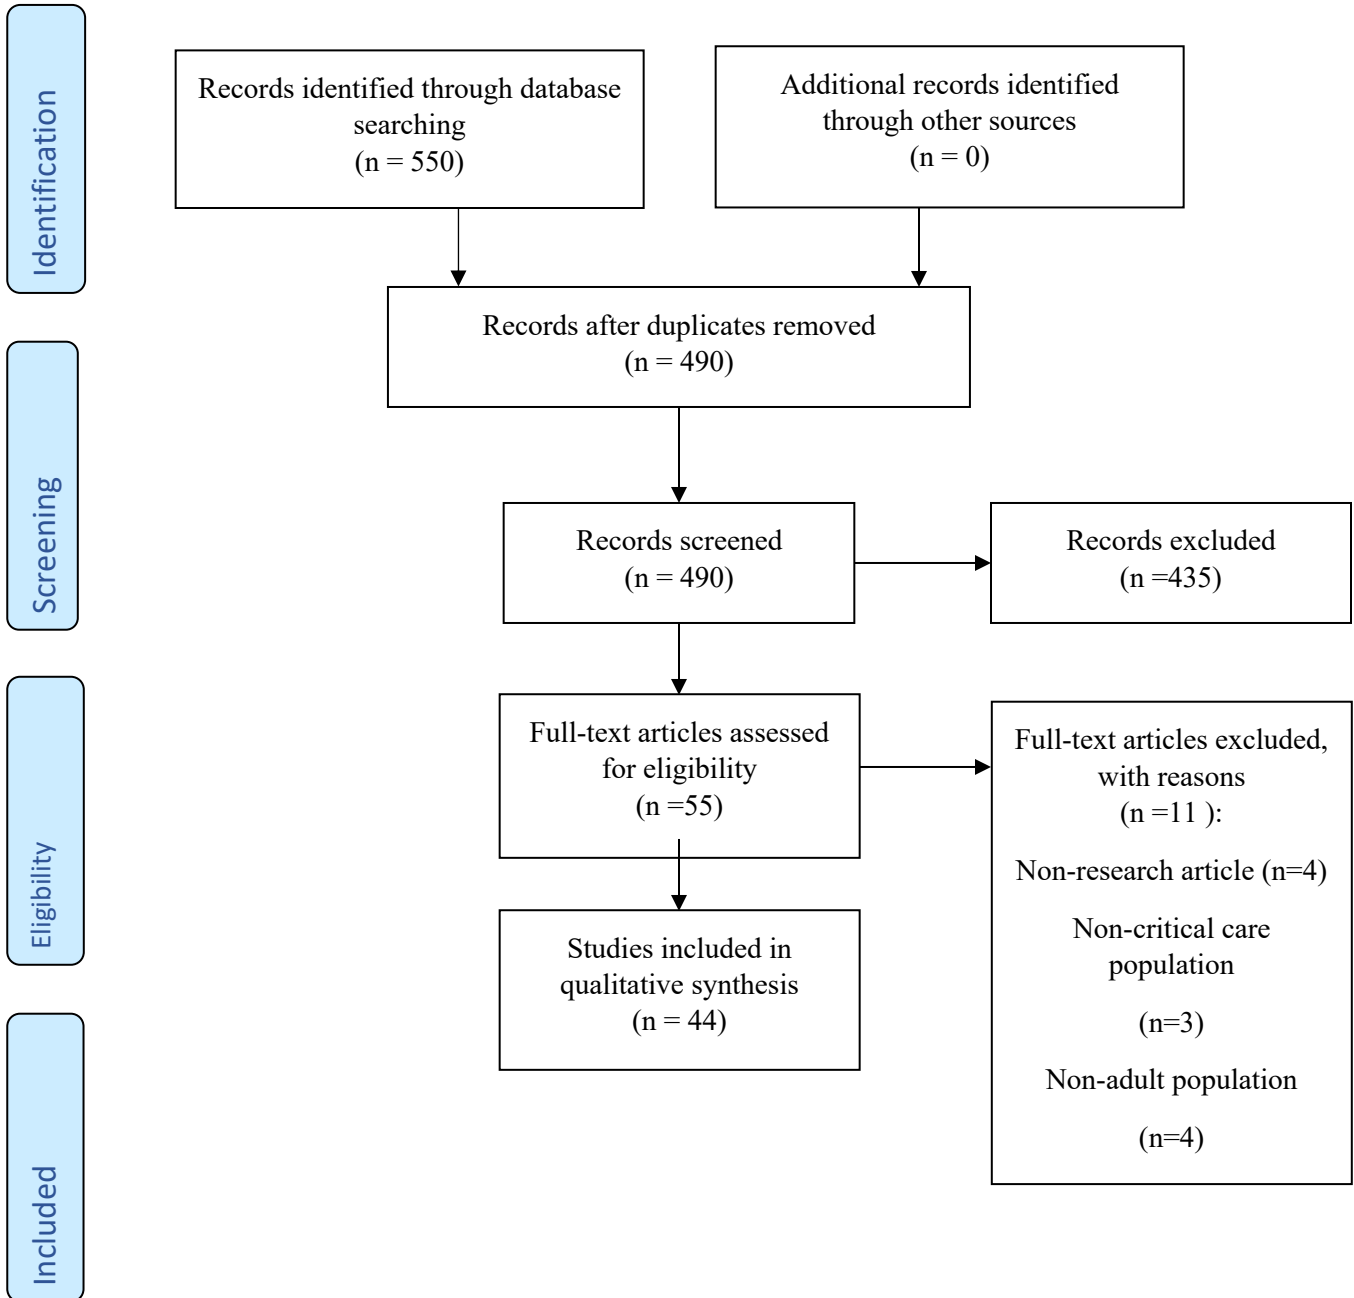 Identification
Records identified through database
searching
(n = 550)
Additional records identified
through other sources
(n = 0)
Records after duplicates removed
(n = 490)
Screening
Records screened
(n = 490)
Records excluded
(n =435)
Eligibility
Full-text articles assessed
for eligibility
(n =55)
Full-text articles excluded,
with reasons
(n =11 ):
Non-research article (n=4)
Non-critical care
population
(n=3)
Non-adult population
(n=4)
Studies included in
qualitative synthesis
(n = 44)
Included